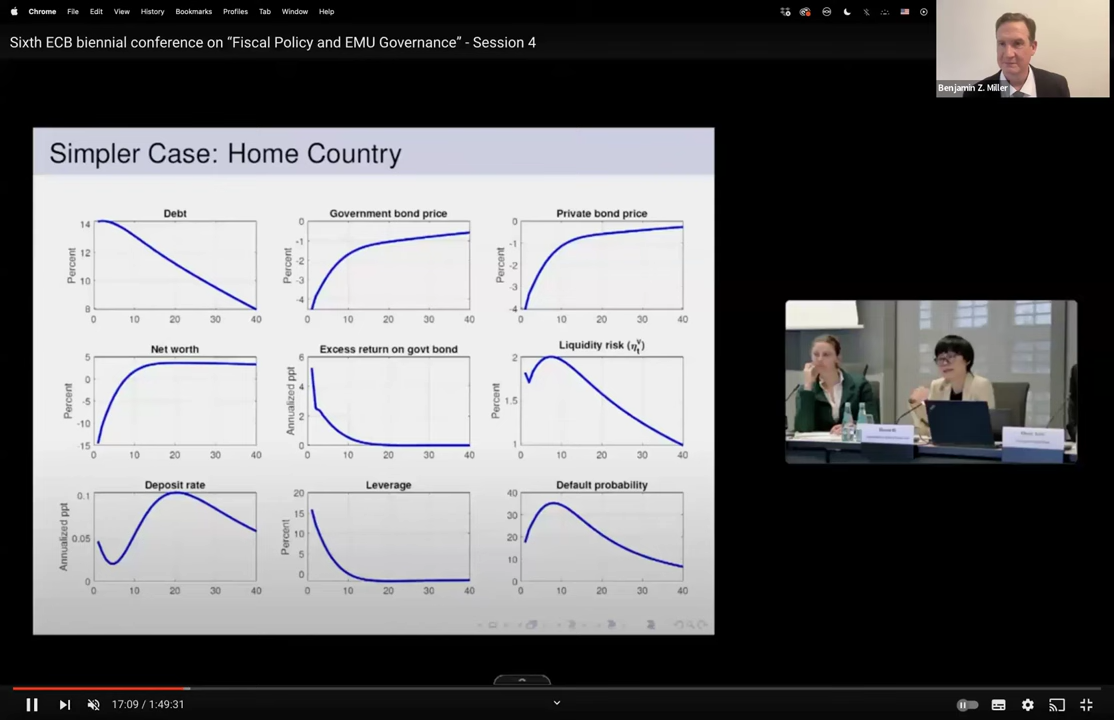 Chrome File Edit View History Bookmarks Profiles Tab Window Help
Sixth ECB biennial conference on “Fiscal Policy and EMU Governance” - Session 4
Benjamin Z. Miller
Simpler Case: Home Country
Debt
Percent
14
12
10
8
0 10 20 30 40
Government bond price
Percent
0
-1
-2
-3
-4
0 10 20 30 40
Private bond price
Percent
0
-1
-2
-3
-4
0 10 20 30 40
Net worth
Percent
5
0
-5
-10
-15
0 10 20 30 40
Excess return on govt bond
Annualized ppt
6
4
2
0
0 10 20 30 40
Liquidity risk (ηᵥₜ)
Percent
2
1.5
1
0 10 20 30 40
Deposit rate
Annualized ppt
0.1
0.05
0
0 10 20 30 40
Leverage
Percent
20
15
10
5
0
0 10 20 30 40
Default probability
40
30
20
10
0
0 10 20 30 40
17:09 / 1:49:31